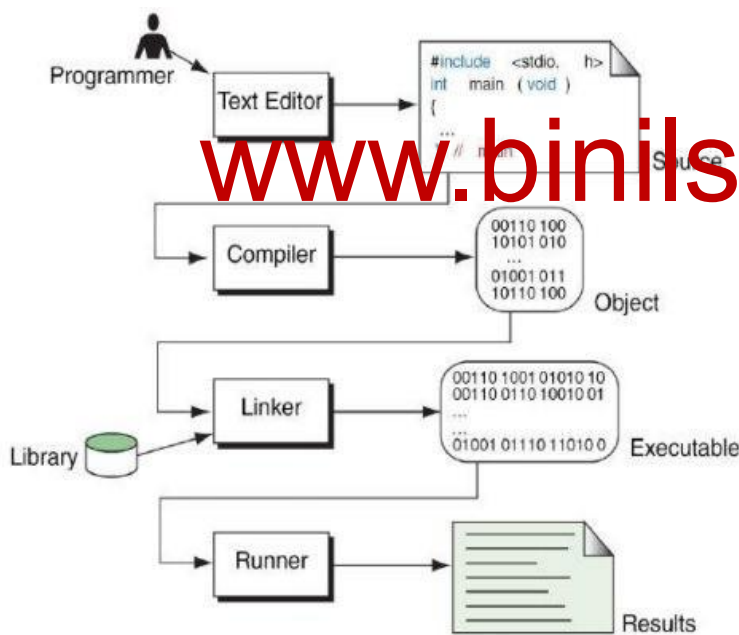 Programmer
Text Editor
#include <stdio. h>
int main ( void )
{
...
// main
Source
www.binils
Compiler
00110 100
10101 010
...
01001 011
10110 100
Object
Linker
Library
00110 1001 01010 10
00110 0110 10010 01
...
...
01001 01110 11010 0
Executable
Runner
Results